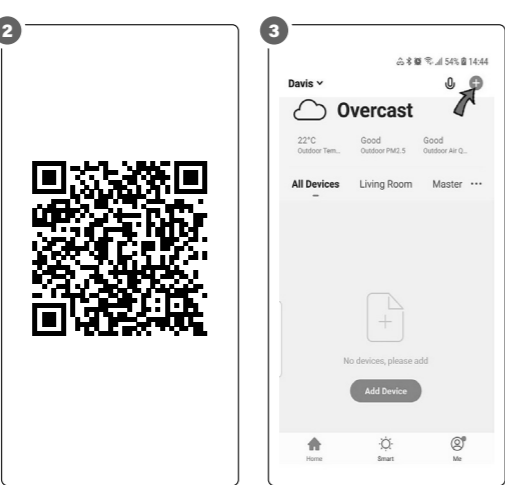 2
3
54% 14:44
Davis
Overcast
22°C Good Good
Outdoor Tem... Outdoor PM2.5 Outdoor Air Q...
All Devices Living Room Master ...
No devices, please add
Add Device
Home Smart Me